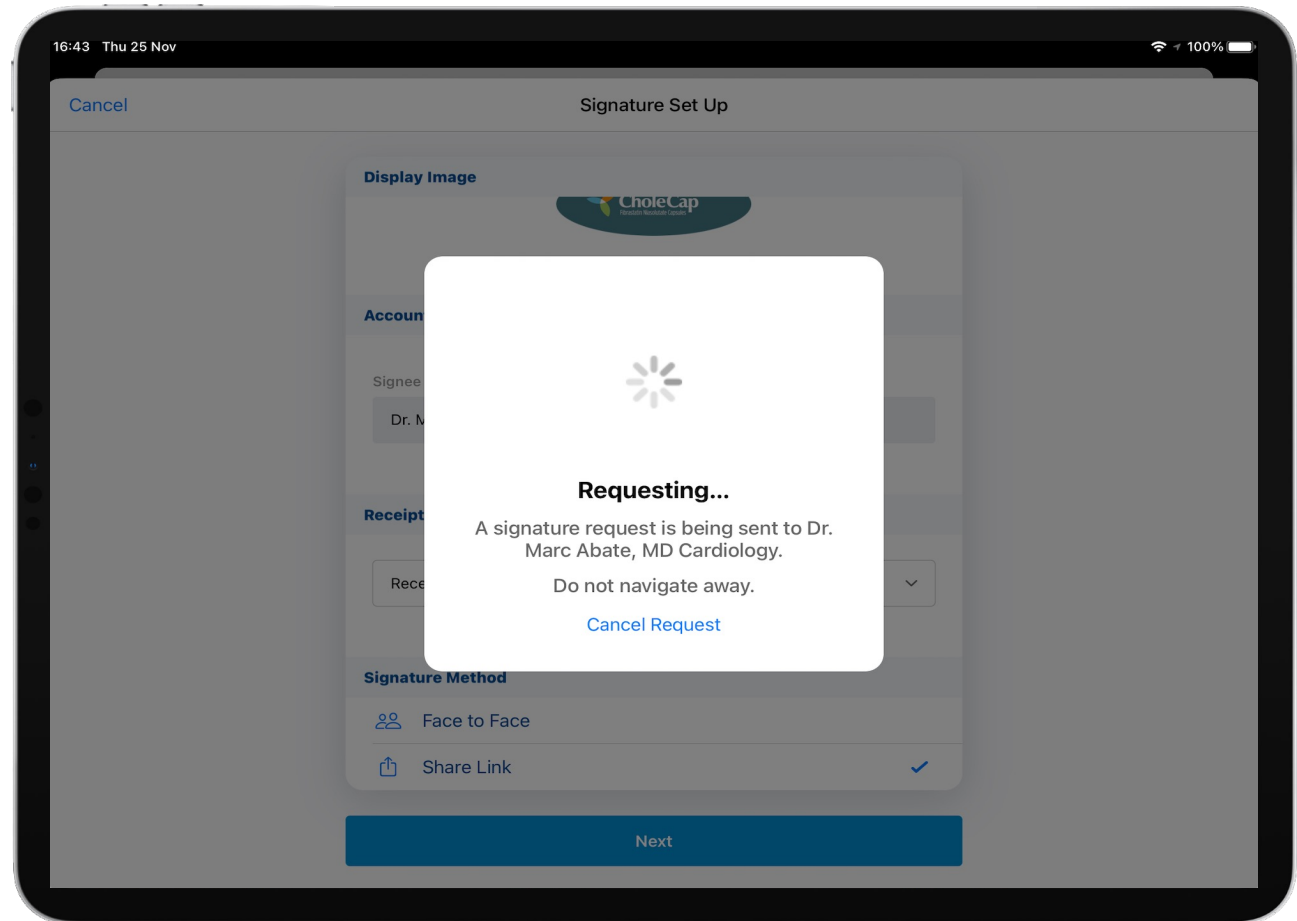 16:43 Thu 25 Nov
100%
Cancel
Signature Set Up
Display Image
CholeCap
Accoun
Signee
Dr. M
Requesting...
A signature request is being sent to Dr.
Marc Abate, MD Cardiology.
Do not navigate away.
Cancel Request
Receipt
Rece
Signature Method
Face to Face
Share Link
Next